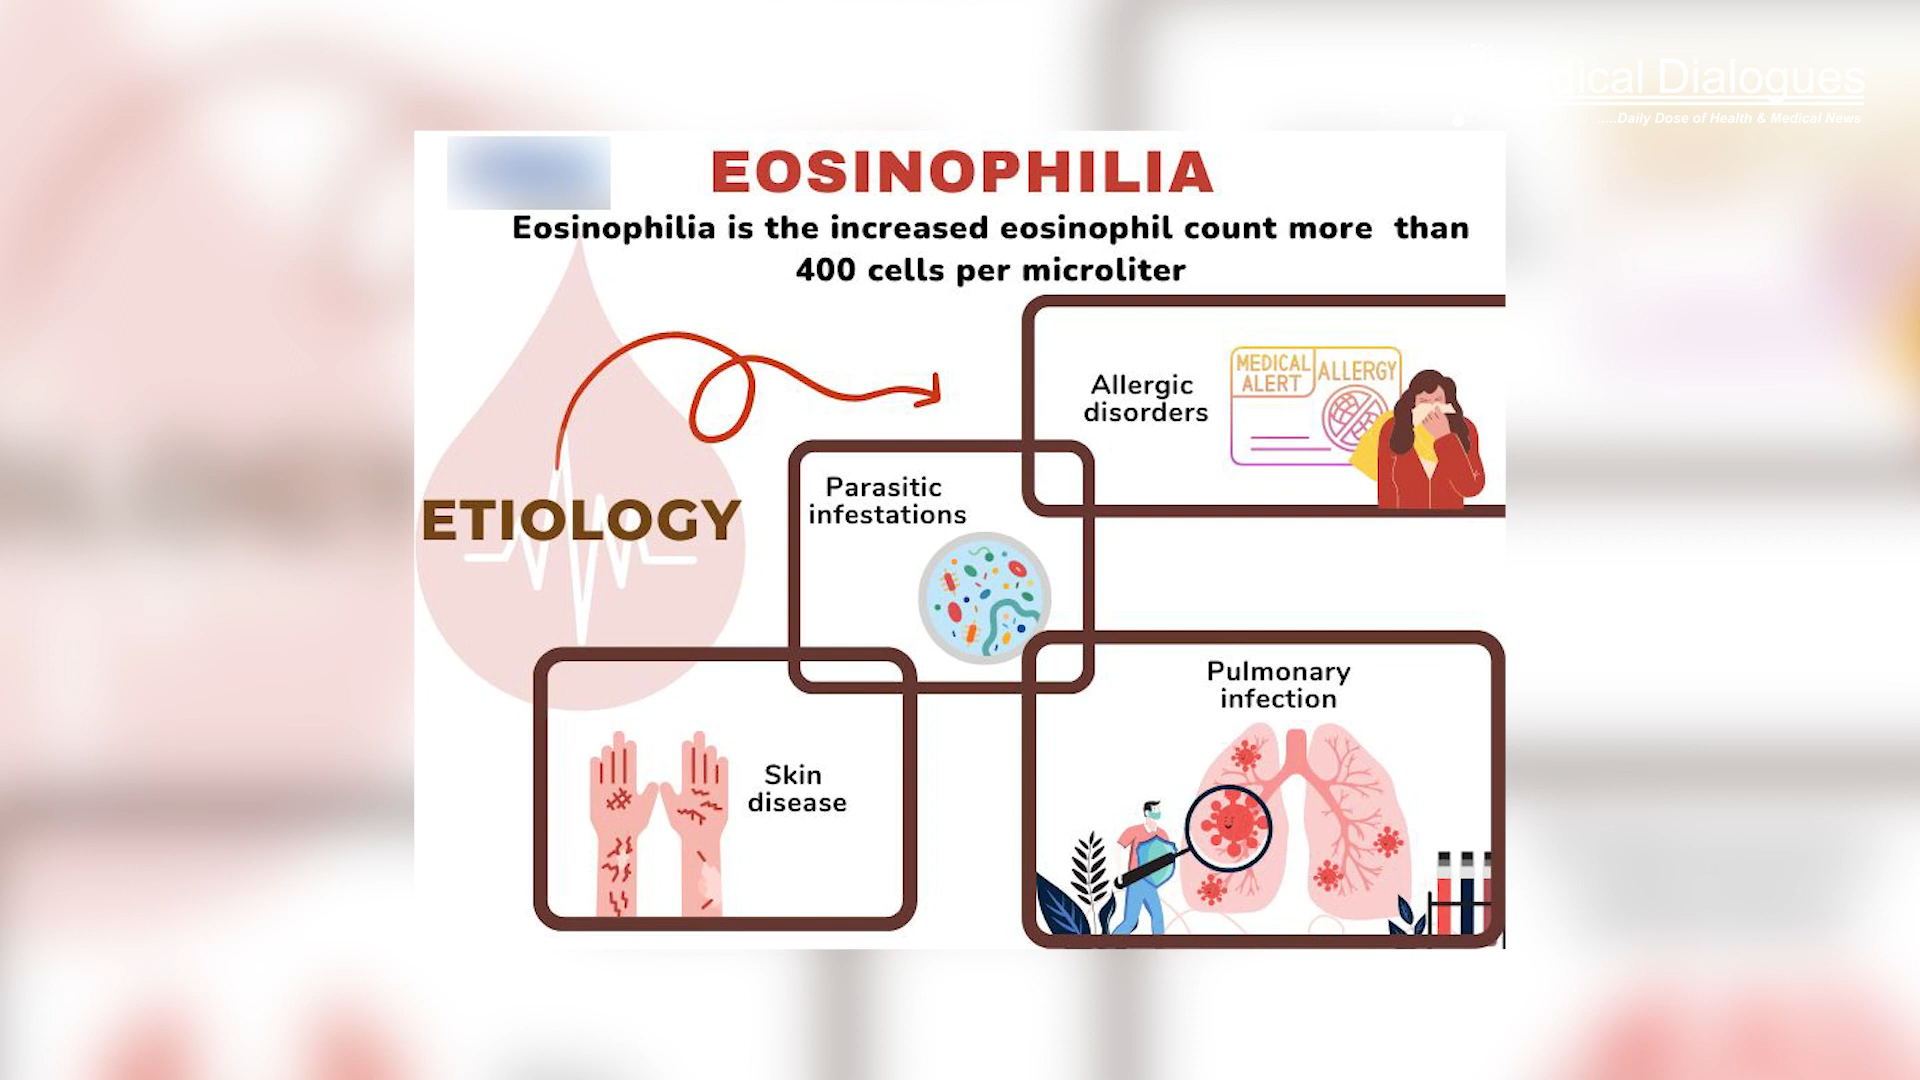 Dialogues
.....Daily Dose of Health & Medical News
EOSINOPHILIA
Eosinophilia is the increased eosinophil count more than
400 cells per microliter
Allergic
disorders
MEDICAL
ALERT
ALLERGY
Parasitic
infestations
ETIOLOGY
Pulmonary
infection
Skin
disease